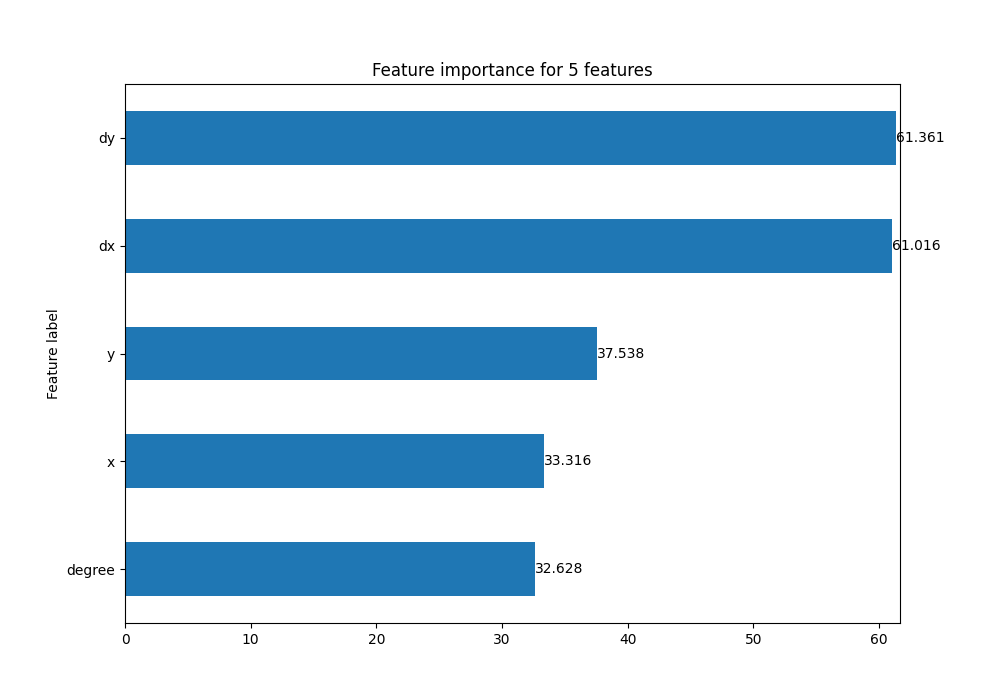 Feature importance for 5 features
dy
61.361
dx
61.016
y
37.538
x
33.316
degree
32.628
Feature label
0 10 20 30 40 50 60